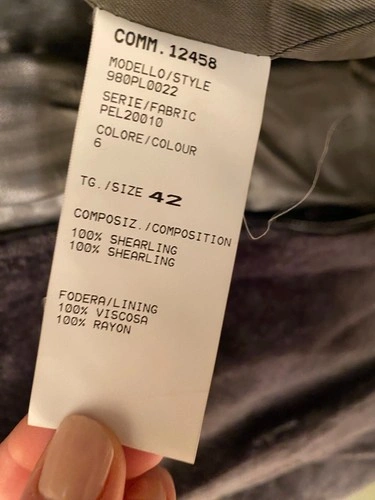 COMM.12458
MODELLO/STYLE
980PL0022
SERIE/FABRIC
PEL20010
COLORE/COLOUR
6
TG./SIZE 42
COMPOSIZ./COMPOSITION
100% SHEARLING
100% SHEARLING
FODERA/LINING
100% VISCOSA
100% RAYON